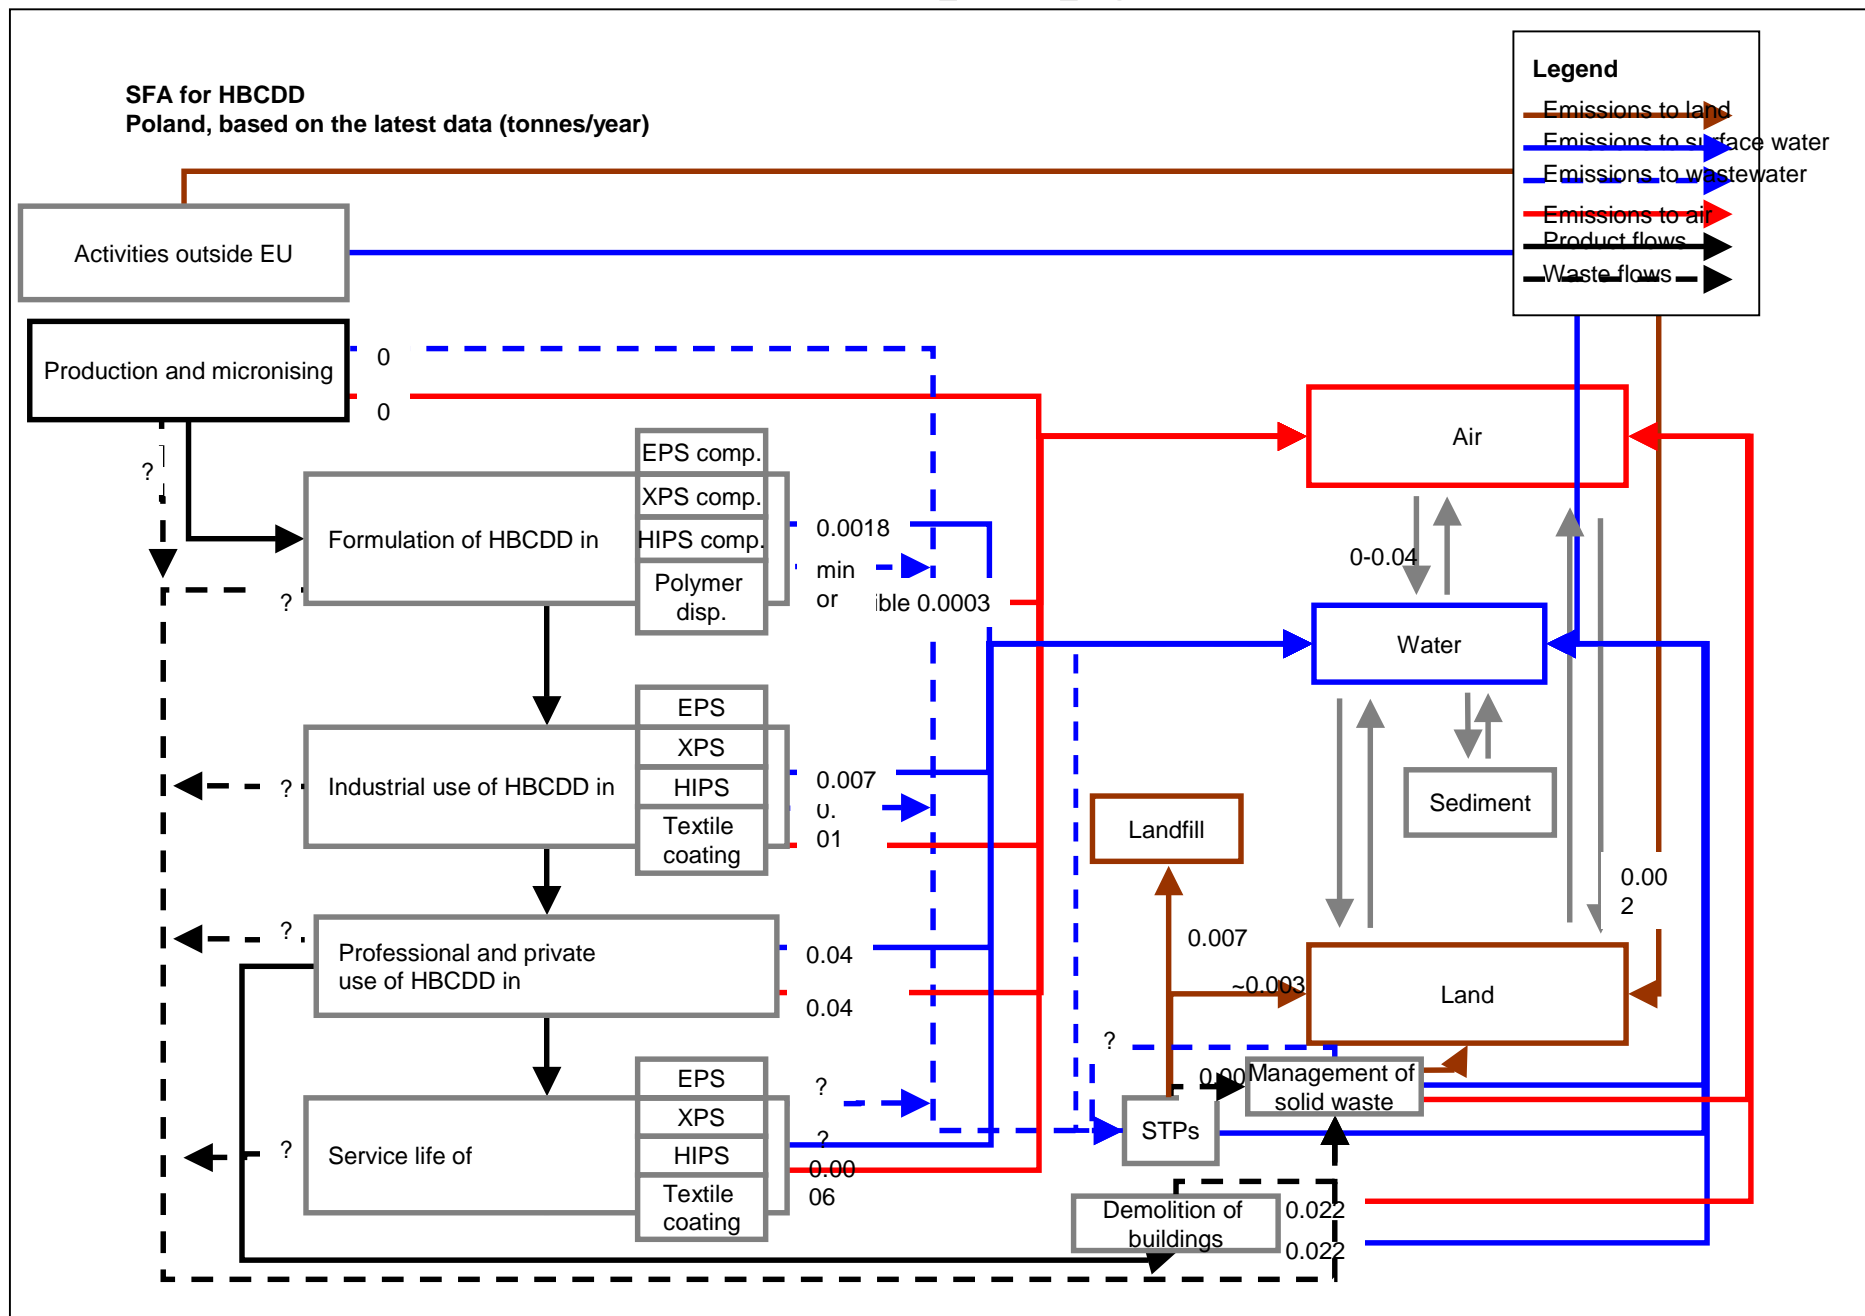 SFA for HBCDD
Poland, based on the latest data (tonnes/year)
Legend
Emissions to land
Emissions to surface water
Emissions to wastewater
Emissions to air
Product flows
Waste flows
Activities outside EU
Production and micronising
0
0
?
EPS comp.
XPS comp.
HIPS comp.
Polymer
disp.
Formulation of HBCDD in
?
0.0018
min
or
ible 0.0003
Air
0-0.04
Water
EPS
XPS
HIPS
Textile
coating
Industrial use of HBCDD in
?
0.007
0.
01
Sediment
Landfill
0.00
2
Professional and private
use of HBCDD in
?
0.04
0.04
0.007
~0.003
Land
?
0.00
Management of
solid waste
STPs
EPS
XPS
HIPS
Textile
coating
Service life of
?
?
?
0.00
06
Demolition of
buildings
0.022
0.022